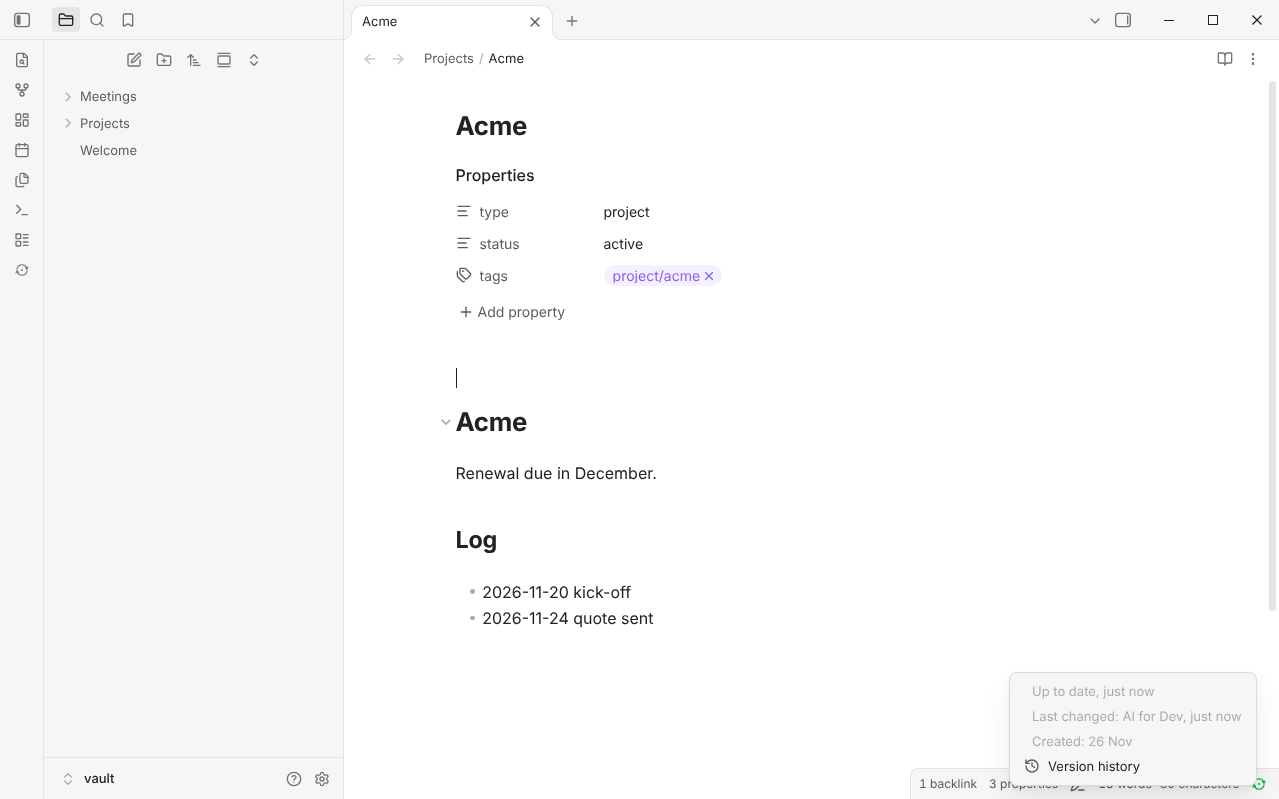 Acme
Projects / Acme
Meetings
Projects
Welcome
Acme
Properties
type project
status active
tags project/acme
Add property
Acme
Renewal due in December.
Log
2026-11-20 kick-off
2026-11-24 quote sent
Up to date, just now
Last changed: AI for Dev, just now
Created: 26 Nov
Version history
vault
1 backlink 3 properties